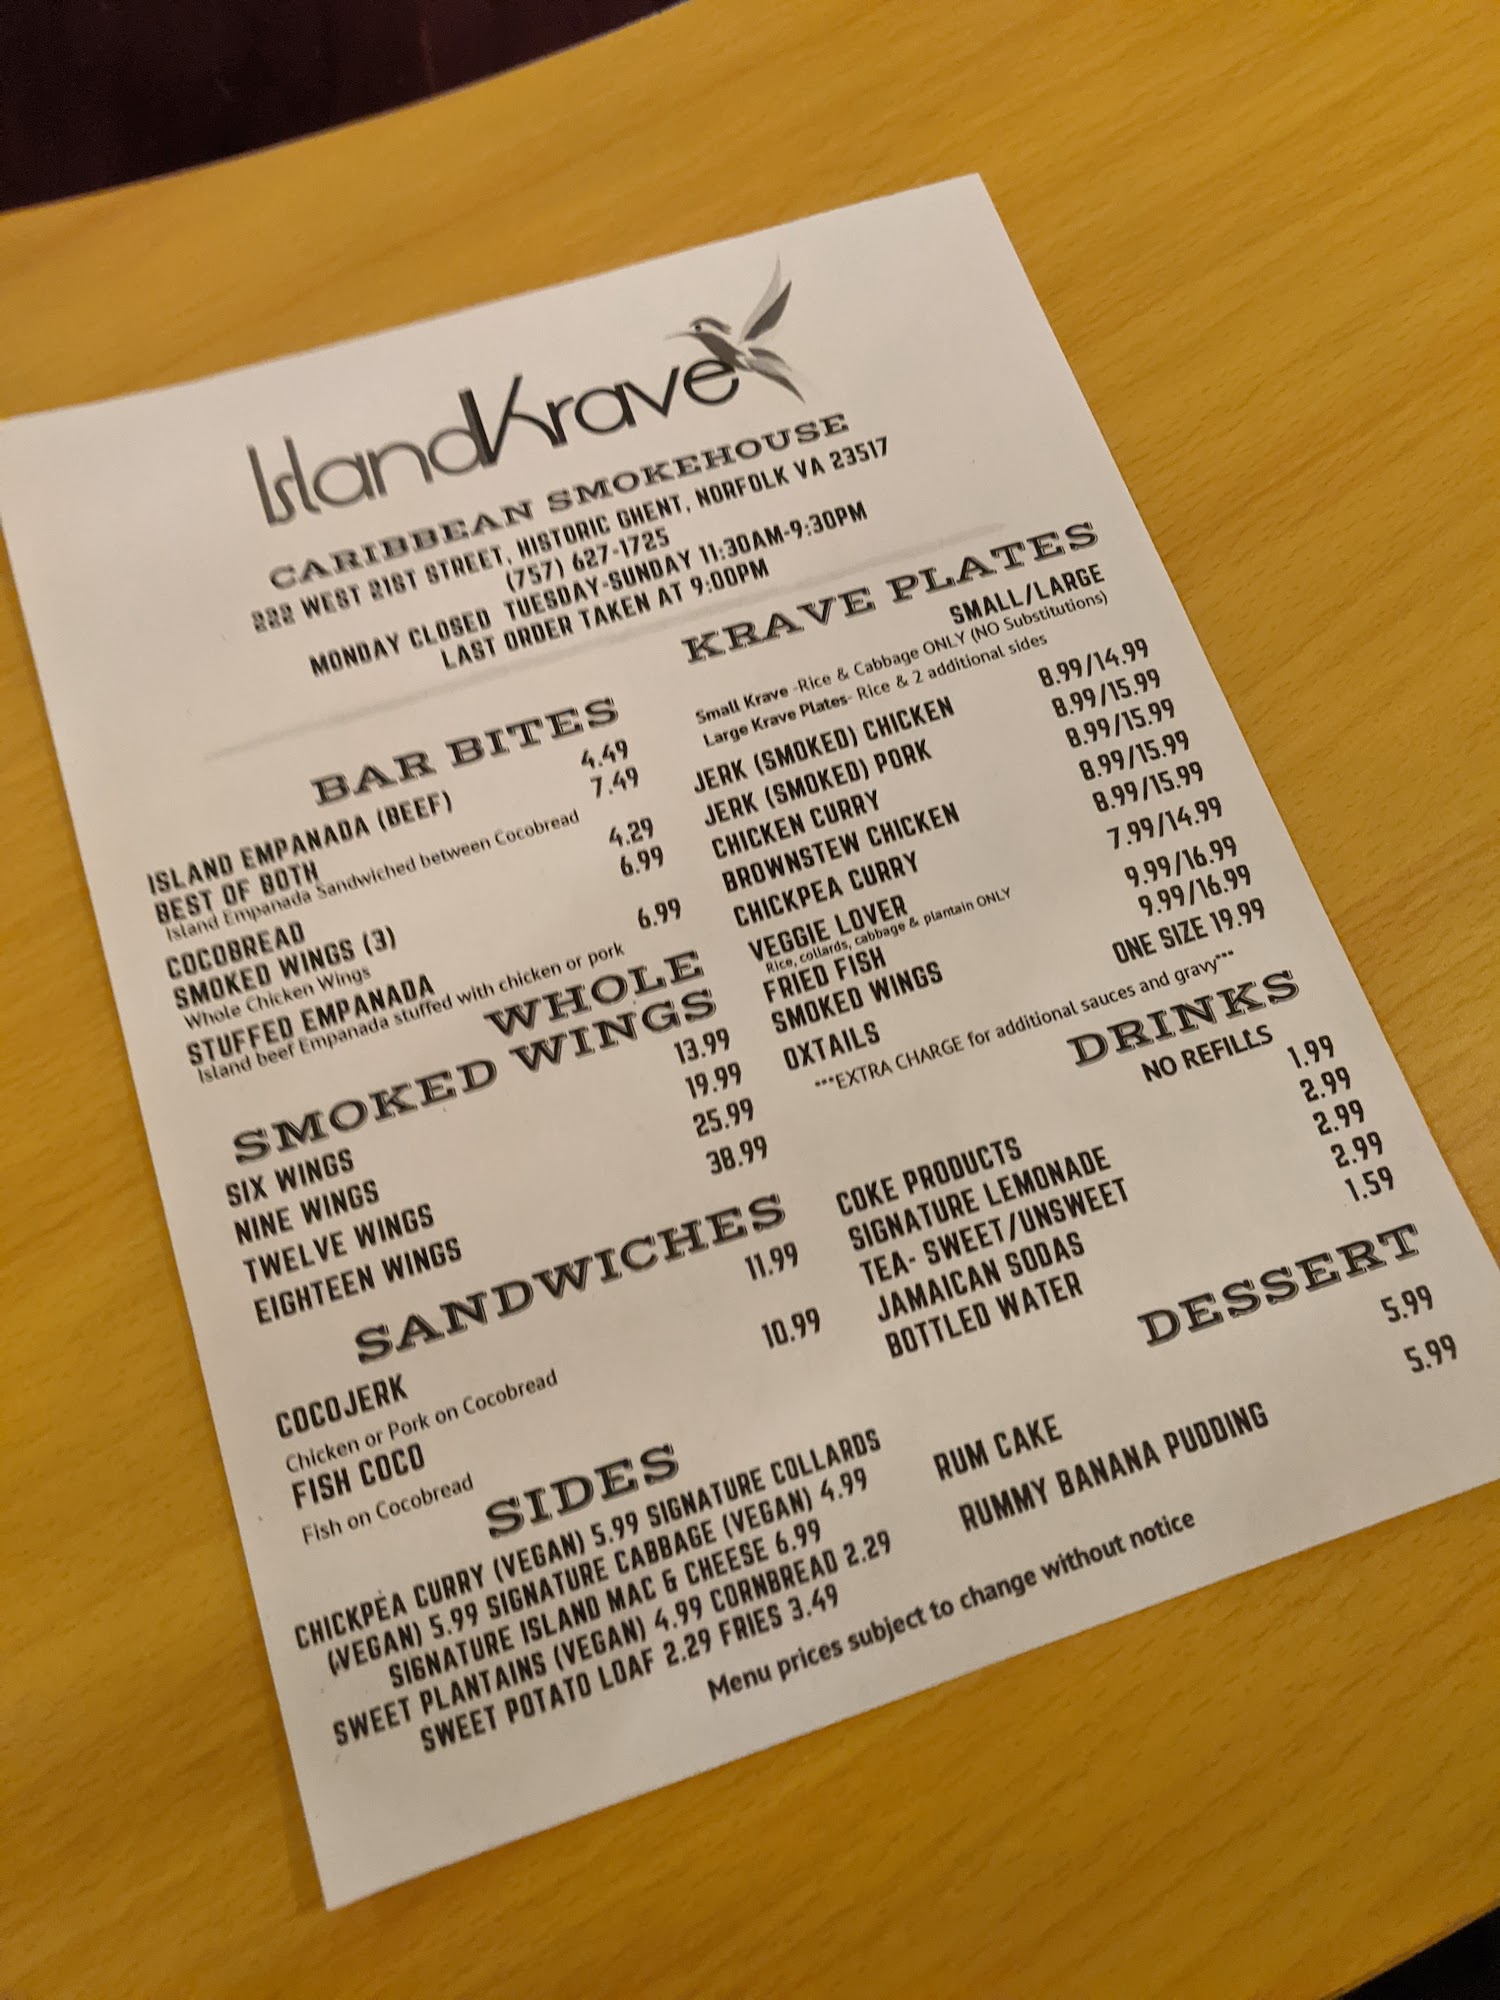 IslandKrave
CARIBBEAN SMOKEHOUSE
222 WEST 21ST STREET, HISTORIC GHENT, NORFOLK VA 23517
(757) 627-1725
MONDAY CLOSED TUESDAY-SUNDAY 11:30AM-9:30PM
LAST ORDER TAKEN AT 9:00PM
BAR BITES
ISLAND EMPANADA (BEEF) 4.49
BEST OF BOTH 7.49
Island Empanada Sandwiched between Cocobread
COCOBREAD 4.29
SMOKED WINGS (3) 6.99
Whole Chicken Wings
STUFFED EMPANADA 6.99
Island beef Empanada stuffed with chicken or pork
WHOLE
SMOKED WINGS
SIX WINGS 13.99
NINE WINGS 19.99
TWELVE WINGS 25.99
EIGHTEEN WINGS 38.99
SANDWICHES
COCOJERK 11.99
Chicken or Pork on Cocobread
FISH COCO 10.99
Fish on Cocobread
SIDES
CHICKPEA CURRY (VEGAN) 5.99 SIGNATURE COLLARDS
(VEGAN) 5.99 SIGNATURE CABBAGE (VEGAN) 4.99
SIGNATURE ISLAND MAC & CHEESE 6.99
SWEET PLANTAINS (VEGAN) 4.99 CORNBREAD 2.29
SWEET POTATO LOAF 2.29 FRIES 3.49
KRAVE PLATES
SMALL/LARGE
Small Krave -Rice & Cabbage ONLY (NO Substitutions)
Large Krave Plates- Rice & 2 additional sides
JERK (SMOKED) CHICKEN 8.99/14.99
JERK (SMOKED) PORK 8.99/15.99
CHICKEN CURRY 8.99/15.99
BROWNSTEW CHICKEN 8.99/15.99
CHICKPEA CURRY 8.99/15.99
VEGGIE LOVER 7.99/14.99
Rice, collards, cabbage & plantain ONLY
FRIED FISH 9.99/16.99
SMOKED WINGS 9.99/16.99
OXTAILS ONE SIZE 19.99
***EXTRA CHARGE for additional sauces and gravy***
DRINKS
NO REFILLS
COKE PRODUCTS 1.99
SIGNATURE LEMONADE 2.99
TEA- SWEET/UNSWEET 2.99
JAMAICAN SODAS 2.99
BOTTLED WATER 1.59
DESSERT
RUM CAKE 5.99
RUMMY BANANA PUDDING 5.99
Menu prices subject to change without notice